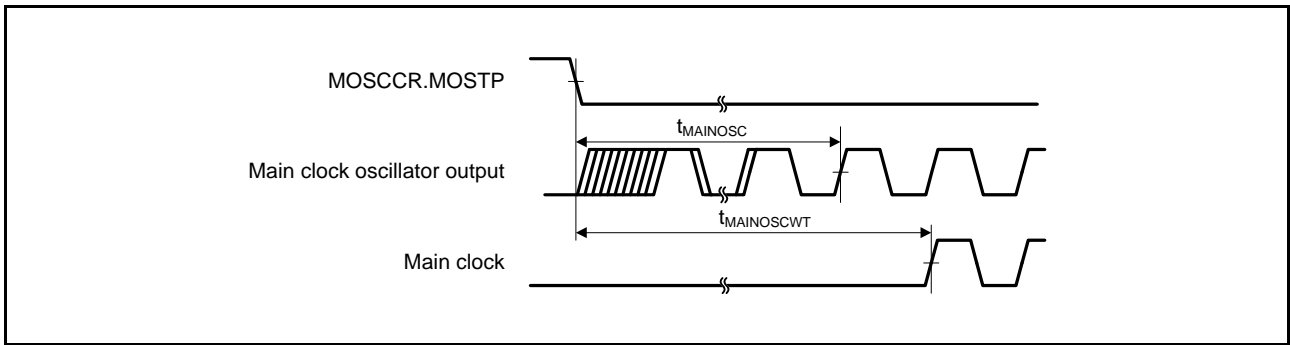 MOSCCR.MOSTP
tMAINOSC
Main clock oscillator output
tMAINOSCWT
Main clock